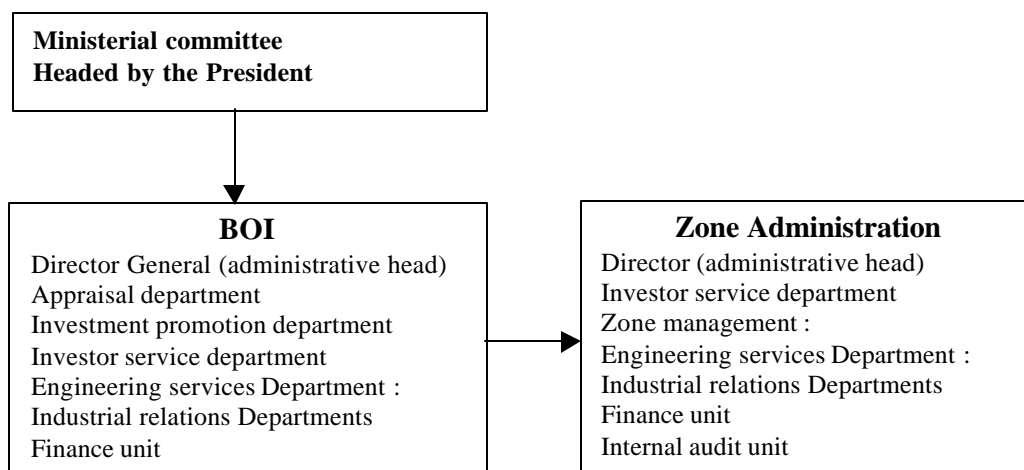 Ministerial committee
Headed by the President
BOI
Director General (administrative head)
Appraisal department
Investment promotion department
Investor service department
Engineering services Department :
Industrial relations Departments
Finance unit
Zone Administration
Director (administrative head)
Investor service department
Zone management :
Engineering services Department :
Industrial relations Departments
Finance unit
Internal audit unit